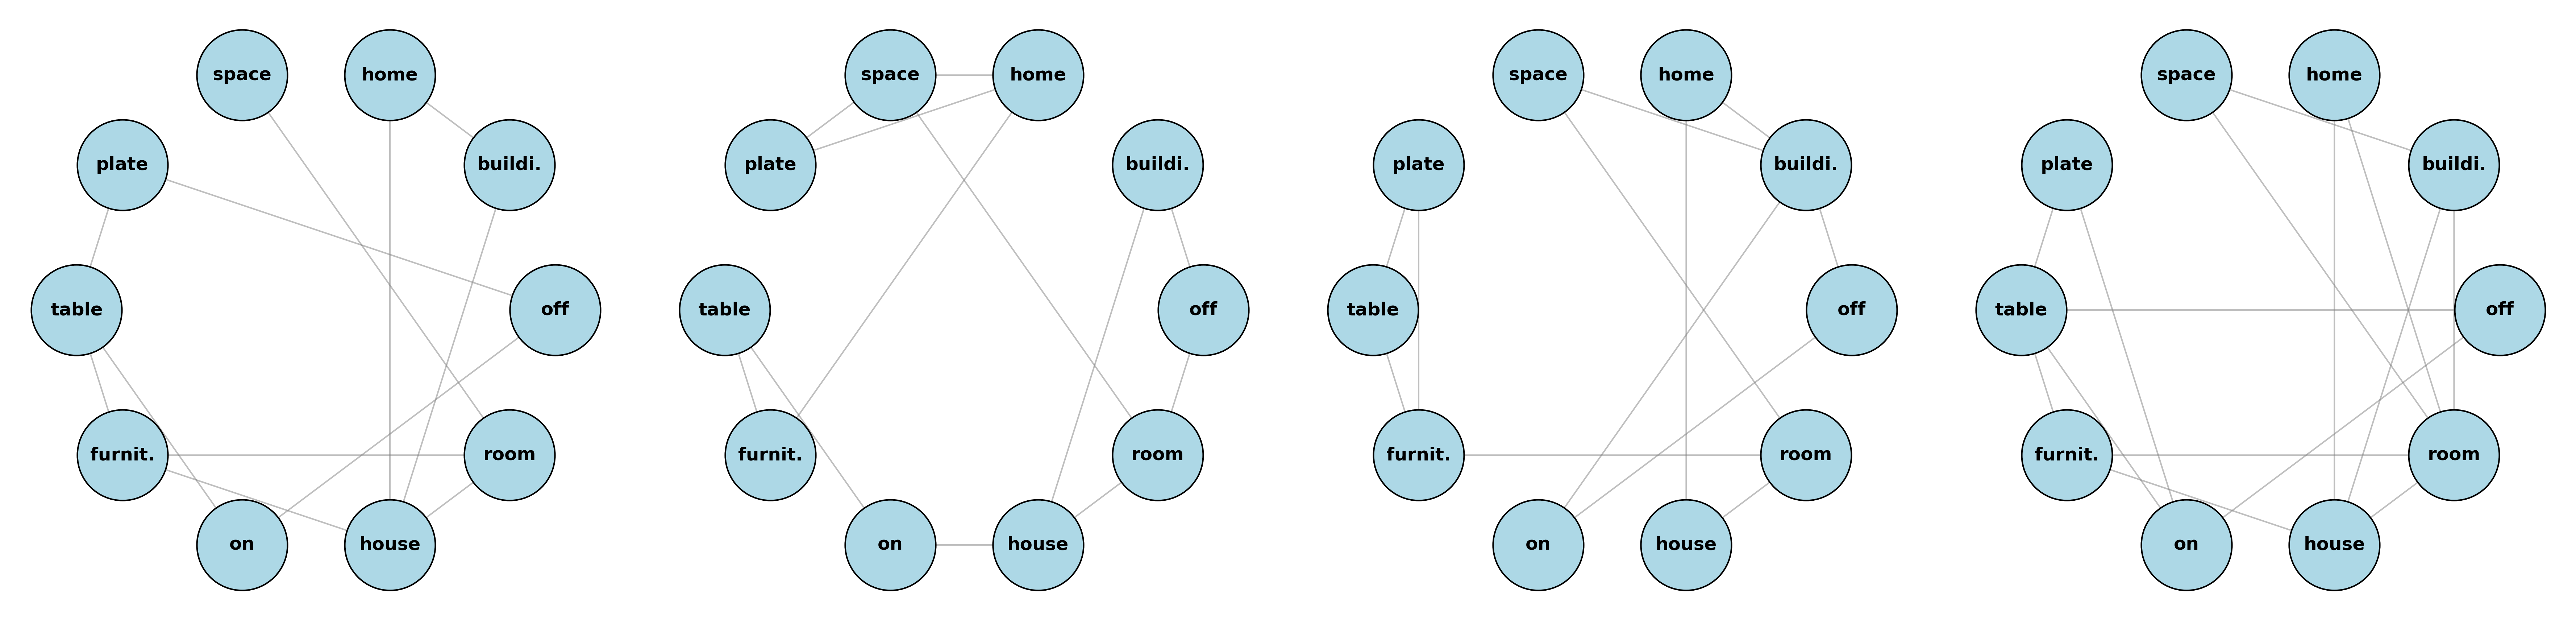 space home
plate buildi.
table off
furnit. room
on house
space home
plate buildi.
table off
furnit. room
on house
space home
plate buildi.
table off
furnit. room
on house
space home
plate buildi.
table off
furnit. room
on house